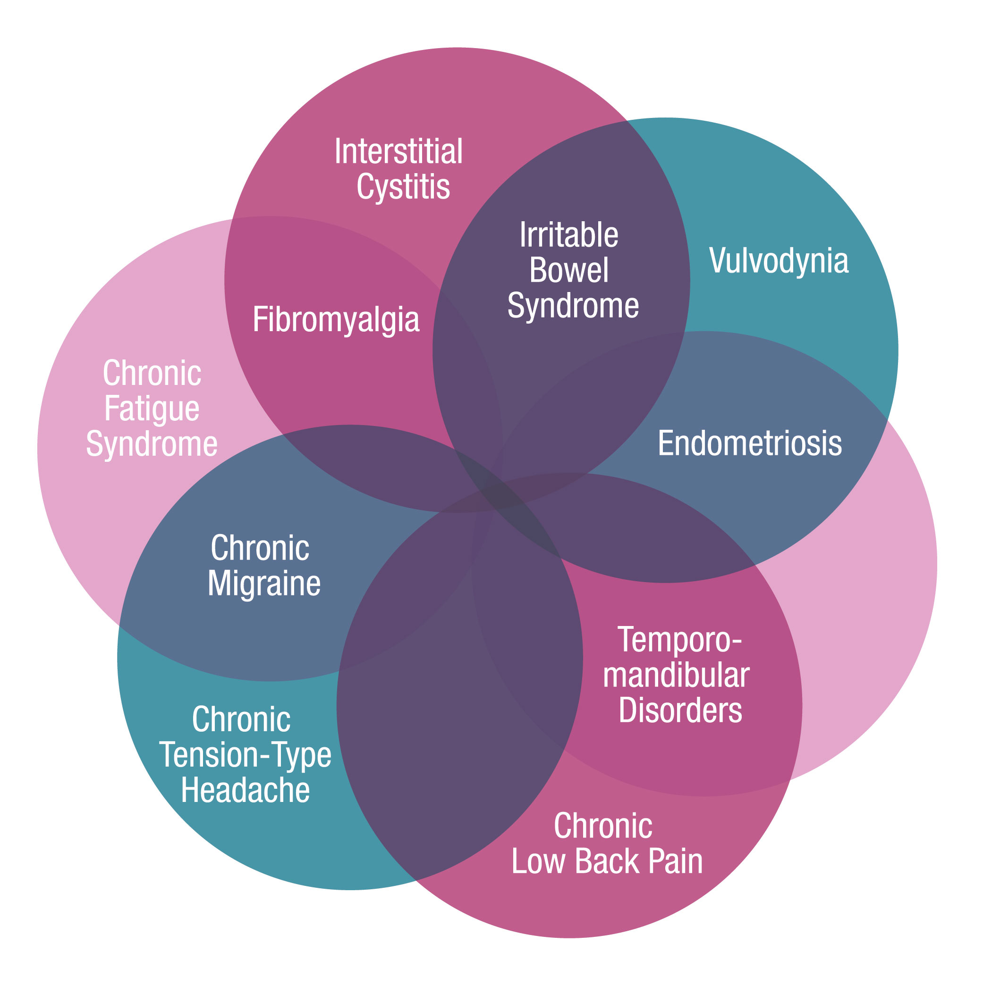 Interstitial
Cystitis
Irritable
Bowel
Syndrome
Vulvodynia
Fibromyalgia
Chronic
Fatigue
Syndrome
Endometriosis
Chronic
Migraine
Temporo-
mandibular
Disorders
Chronic
Tension-Type
Headache
Chronic
Low Back Pain